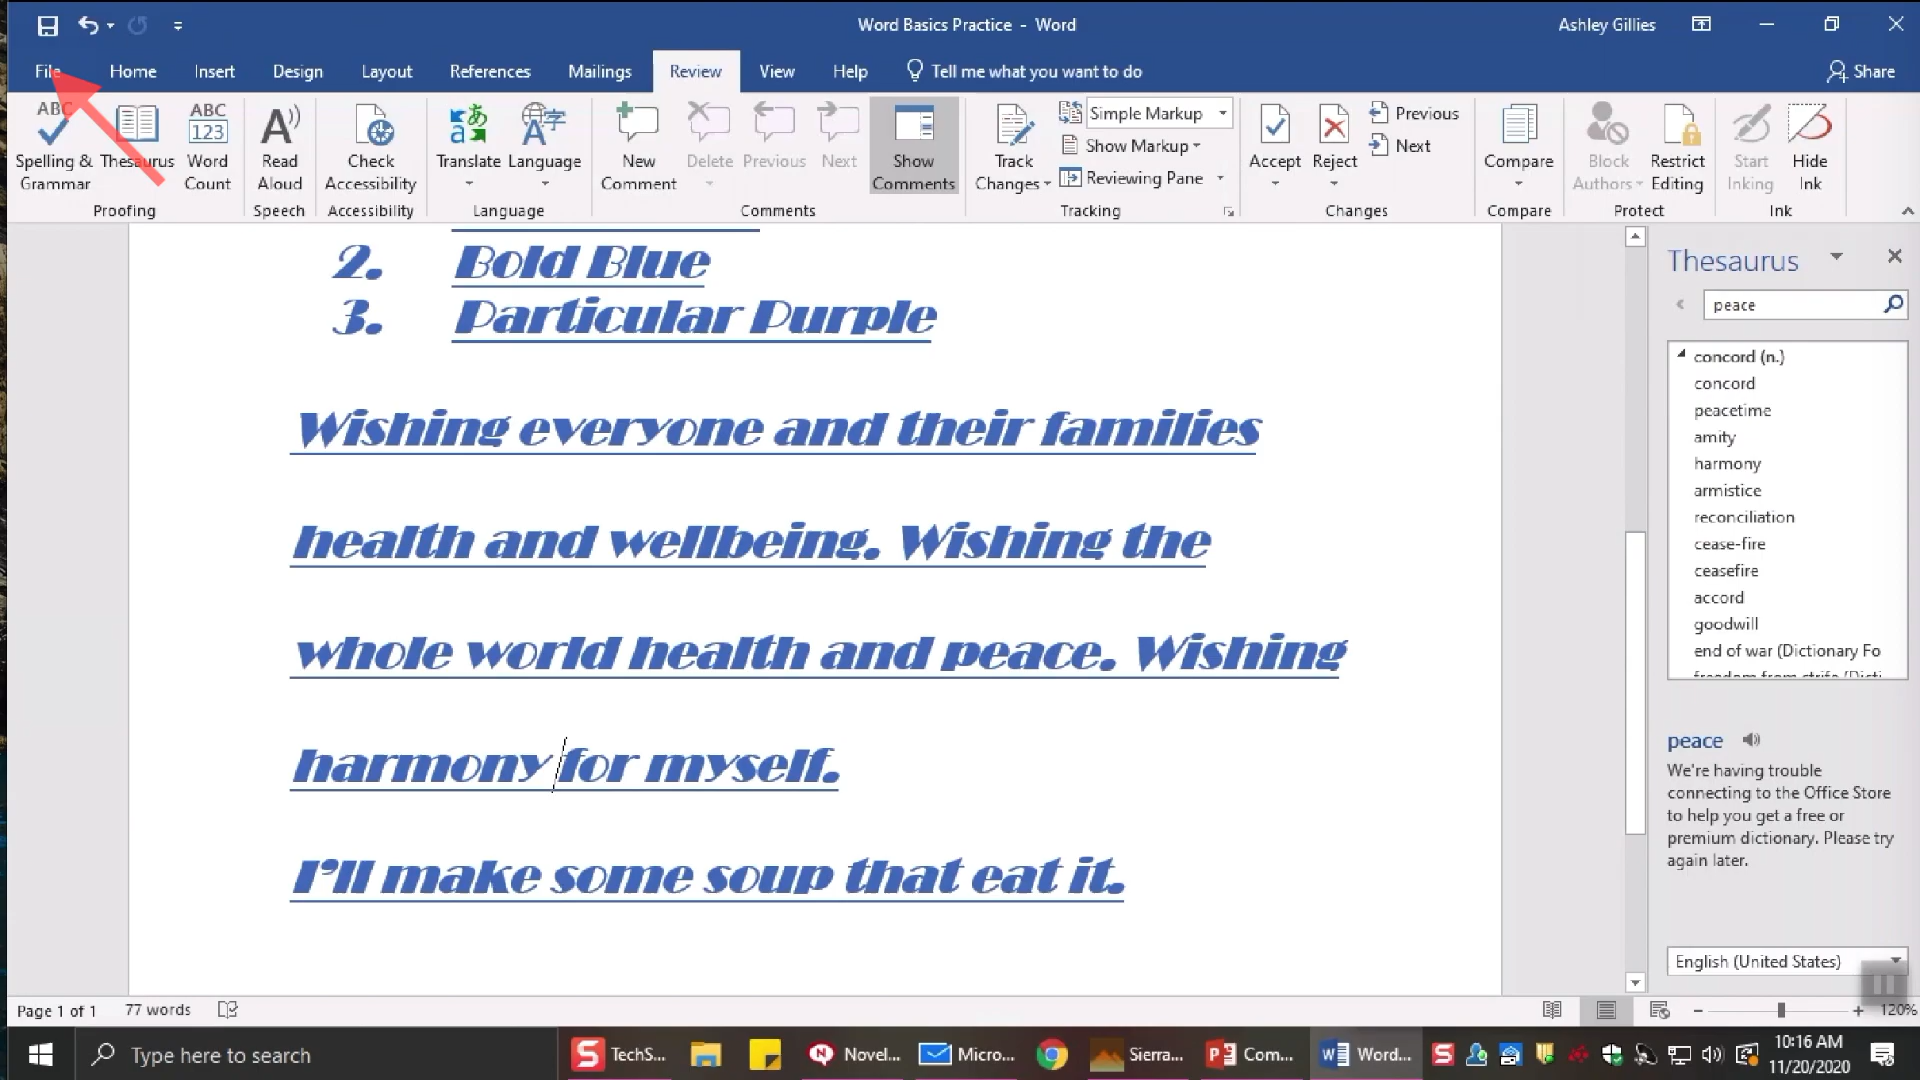 Word Basics Practice - Word
Ashley Gillies
File Home Insert Design Layout References Mailings Review View Help Tell me what you want to do Share
ABC Spelling & Grammar
Thesaurus
ABC 123 Word Count
Read Aloud
Check Accessibility
Translate
Language
New Comment
Delete
Previous
Next
Show Comments
Track Changes
Simple Markup
Show Markup
Reviewing Pane
Accept
Reject
Previous
Next
Compare
Block Authors
Restrict Editing
Start Inking
Hide Ink
Proofing Speech Accessibility Language Comments Tracking Changes Compare Protect Ink
2. Bold Blue
3. Particular Purple
Wishing everyone and their families
health and wellbeing. Wishing the
whole world health and peace. Wishing
harmony for myself.
I'll make some soup that eat it.
Thesaurus
peace
concord (n.)
concord
peacetime
amity
harmony
armistice
reconciliation
cease-fire
ceasefire
accord
goodwill
end of war (Dictionary Fo
peace
We're having trouble
connecting to the Office Store
to help you get a free or
premium dictionary. Please try
again later.
English (United States)
Page 1 of 1 77 words
120%
Type here to search
TechS... Novel... Micro... Sierra... Com... Word...
10:16 AM
11/20/2020